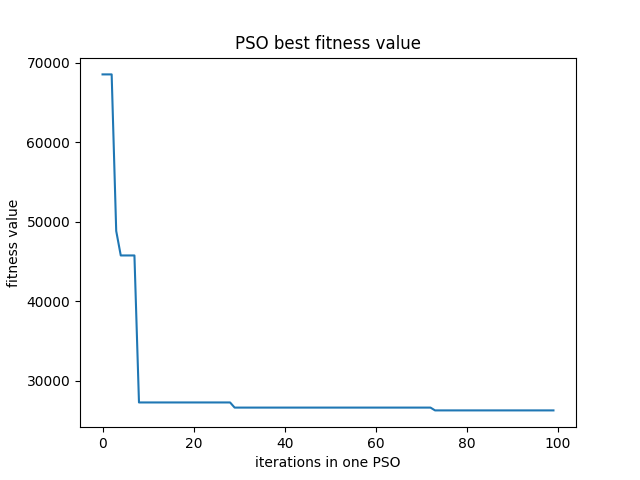 PSO best fitness value
70000
60000
50000
40000
30000
fitness value
0 20 40 60 80 100
iterations in one PSO